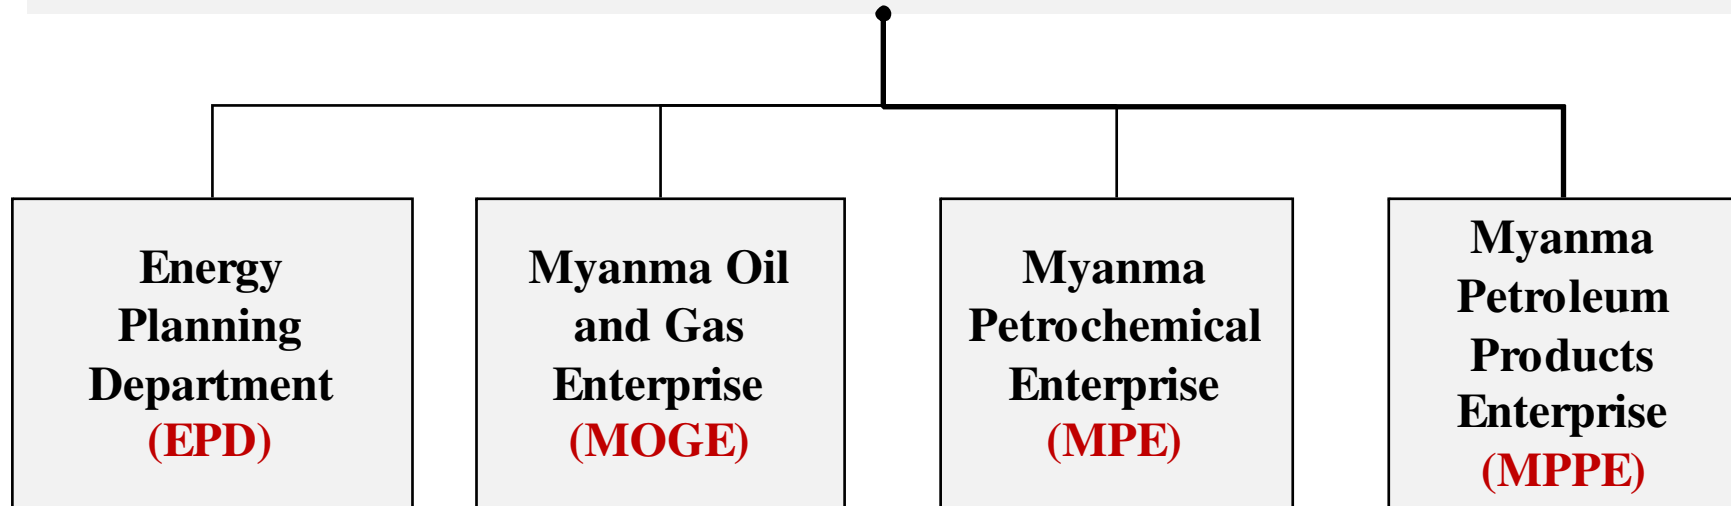 Energy
Planning
Department
(EPD)
Myanma Oil
and Gas
Enterprise
(MOGE)
Myanma
Petrochemical
Enterprise
(MPE)
Myanma
Petroleum
Products
Enterprise
(MPPE)